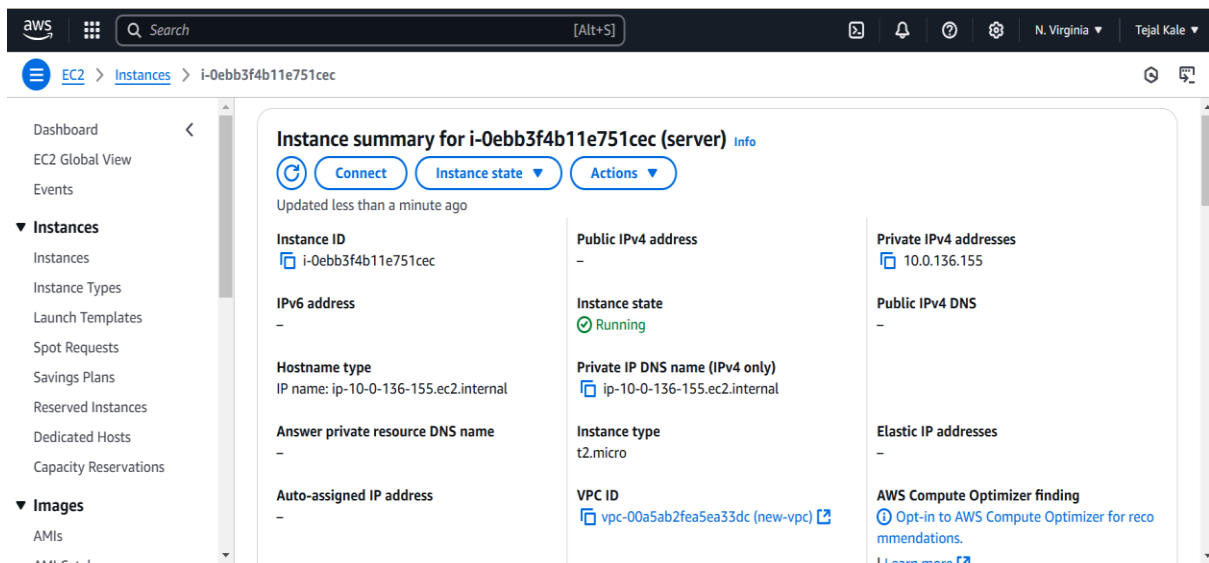 aws
Search
[Alt+S]
N. Virginia
Tejal Kale
EC2 > Instances > i-0ebb3f4b11e751cec
Dashboard
EC2 Global View
Events
Instances
Instances
Instance Types
Launch Templates
Spot Requests
Savings Plans
Reserved Instances
Dedicated Hosts
Capacity Reservations
Images
AMIs
Instance summary for i-0ebb3f4b11e751cec (server) Info
Connect
Instance state
Actions
Updated less than a minute ago
Instance ID
i-0ebb3f4b11e751cec
Public IPv4 address
–
Private IPv4 addresses
10.0.136.155
IPv6 address
–
Instance state
Running
Public IPv4 DNS
–
Hostname type
IP name: ip-10-0-136-155.ec2.internal
Private IP DNS name (IPv4 only)
ip-10-0-136-155.ec2.internal
Answer private resource DNS name
–
Instance type
t2.micro
Elastic IP addresses
–
Auto-assigned IP address
–
VPC ID
vpc-00a5ab2fea5ea33dc (new-vpc)
AWS Compute Optimizer finding
Opt-in to AWS Compute Optimizer for reco
mmendations.
Learn more